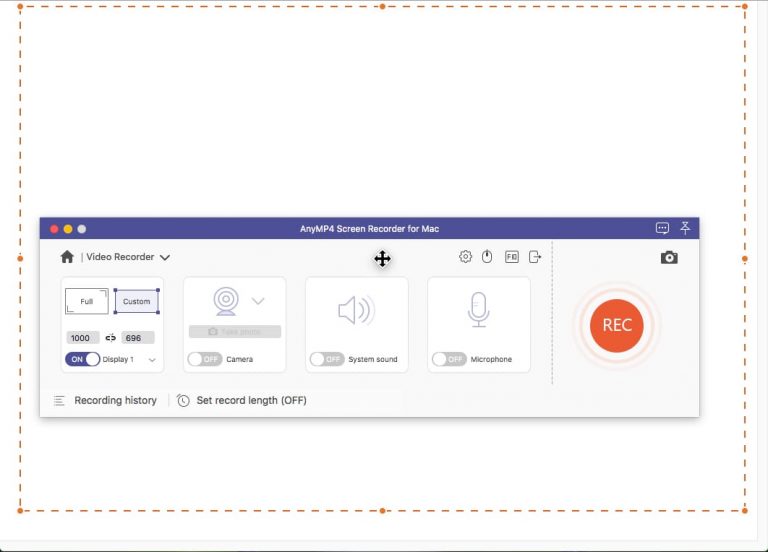 AnyMP4 Screen Recorder for Mac
| Video Recorder
Full
Custom
1000
696
ON
Display 1
Take photo
OFF
Camera
OFF
System sound
OFF
Microphone
REC
Recording history
Set record length (OFF)